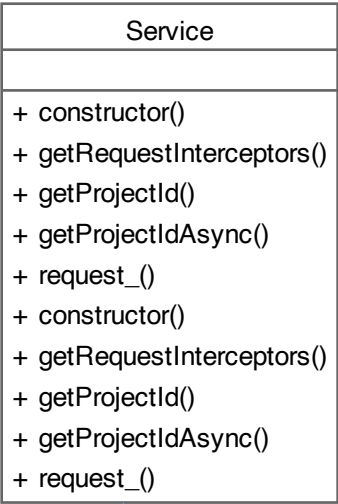 Service
+ constructor()
+ getRequestInterceptors()
+ getProjectId()
+ getProjectIdAsync()
+ request_()
+ constructor()
+ getRequestInterceptors()
+ getProjectId()
+ getProjectIdAsync()
+ request_()